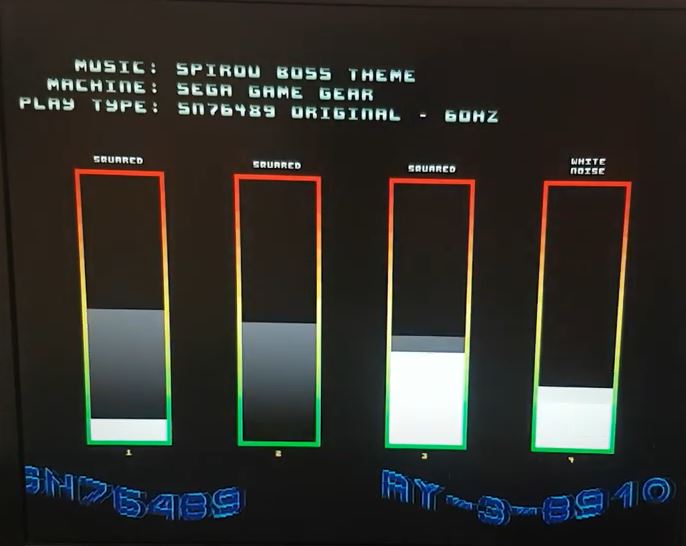 MUSIC: SPIROU BOSS THEME
MACHINE: SEGA GAME GEAR
PLAY TYPE: SN76489 ORIGINAL - 60HZ
SQUARED SQUARED SQUARED WHITE
NOISE
1 2 3 4
SN76489 AY-3-8910